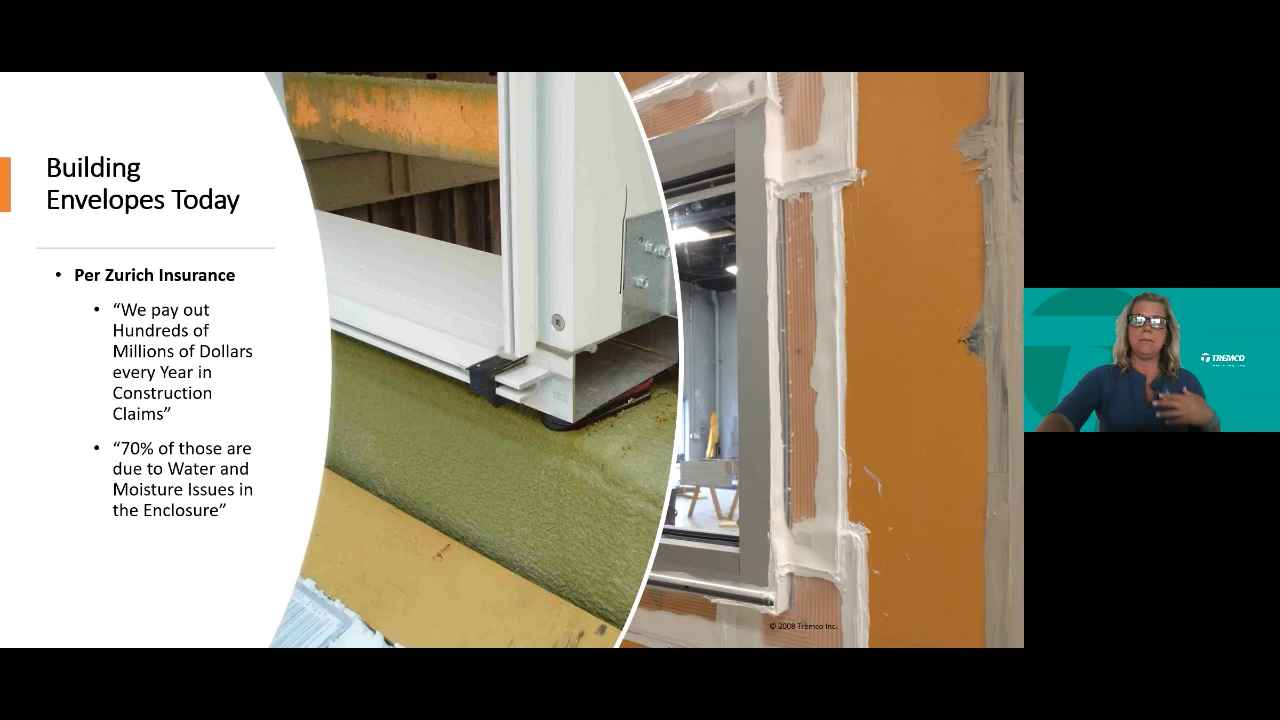 Building
Envelopes Today
• Per Zurich Insurance
• “We pay out
Hundreds of
Millions of Dollars
every Year in
Construction
Claims”
• “70% of those are
due to Water and
Moisture Issues in
the Enclosure”
© 2008 Tremco Inc.
TREMCO